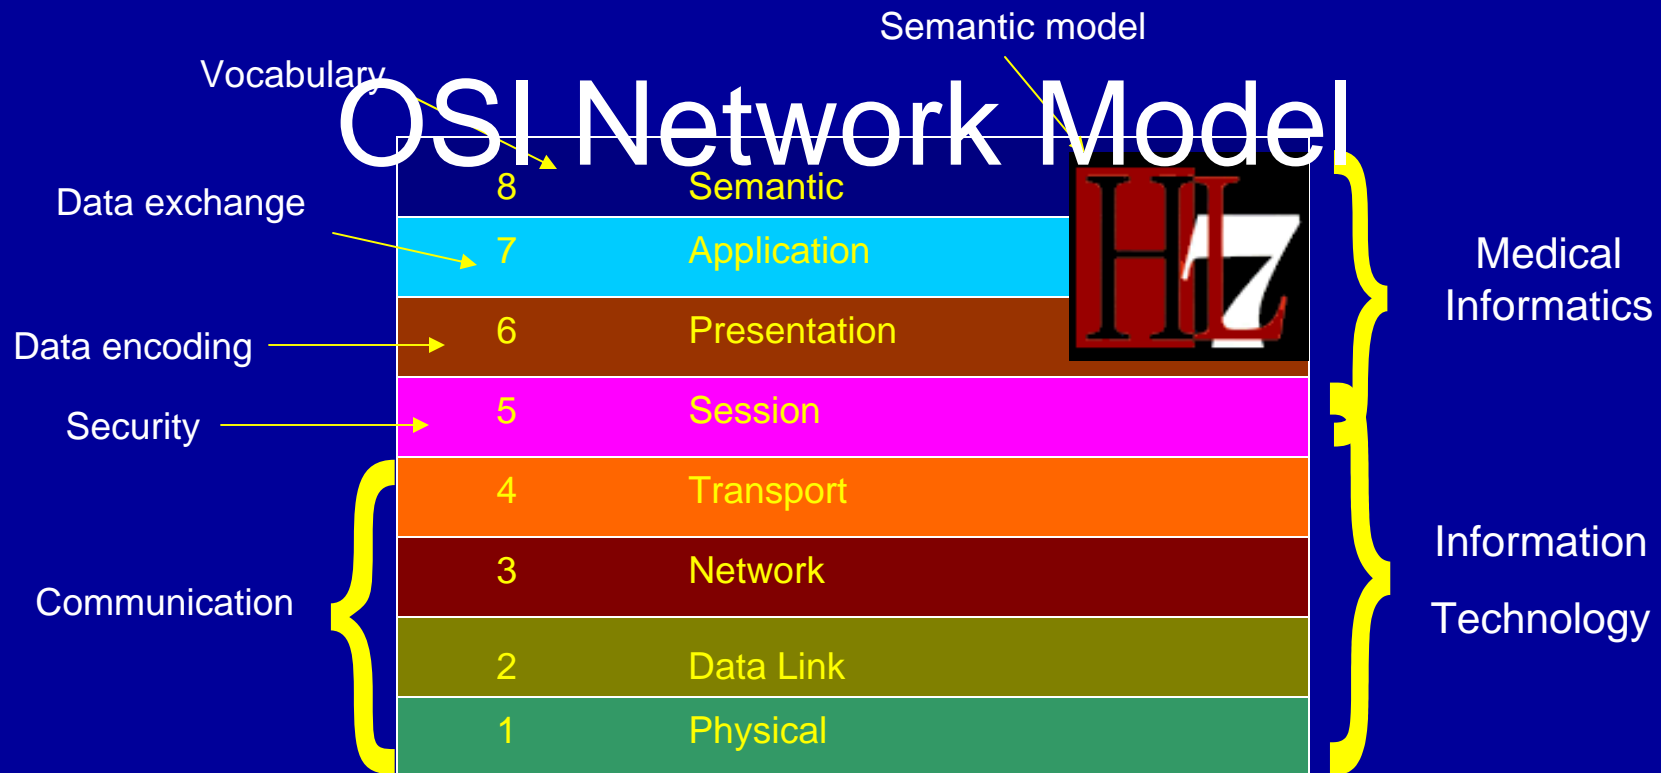 Semantic model
Vocabulary
OSI Network Model
8 Semantic
Data exchange
7 Application
HL7
Medical
Informatics
6 Presentation
Data encoding
5 Session
Security
4 Transport
Information
3 Network
Communication
Technology
2 Data Link
1 Physical